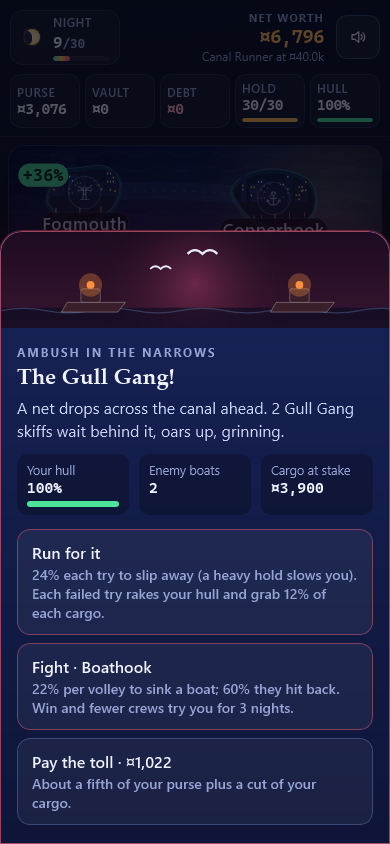 NIGHT
9/30
NET WORTH
¤6,796
Canal Runner at ¤40.0k
PURSE
¤3,076
VAULT
¤0
DEBT
¤0
HOLD
30/30
HULL
100%
+36%
Fogmouth
Copperhook
AMBUSH IN THE NARROWS
The Gull Gang!
A net drops across the canal ahead. 2 Gull Gang
skiffs wait behind it, oars up, grinning.
Your hull
100%
Enemy boats
2
Cargo at stake
¤3,900
Run for it
24% each try to slip away (a heavy hold slows you).
Each failed try rakes your hull and grab 12% of
each cargo.
Fight · Boathook
22% per volley to sink a boat; 60% they hit back.
Win and fewer crews try you for 3 nights.
Pay the toll · ¤1,022
About a fifth of your purse plus a cut of your
cargo.